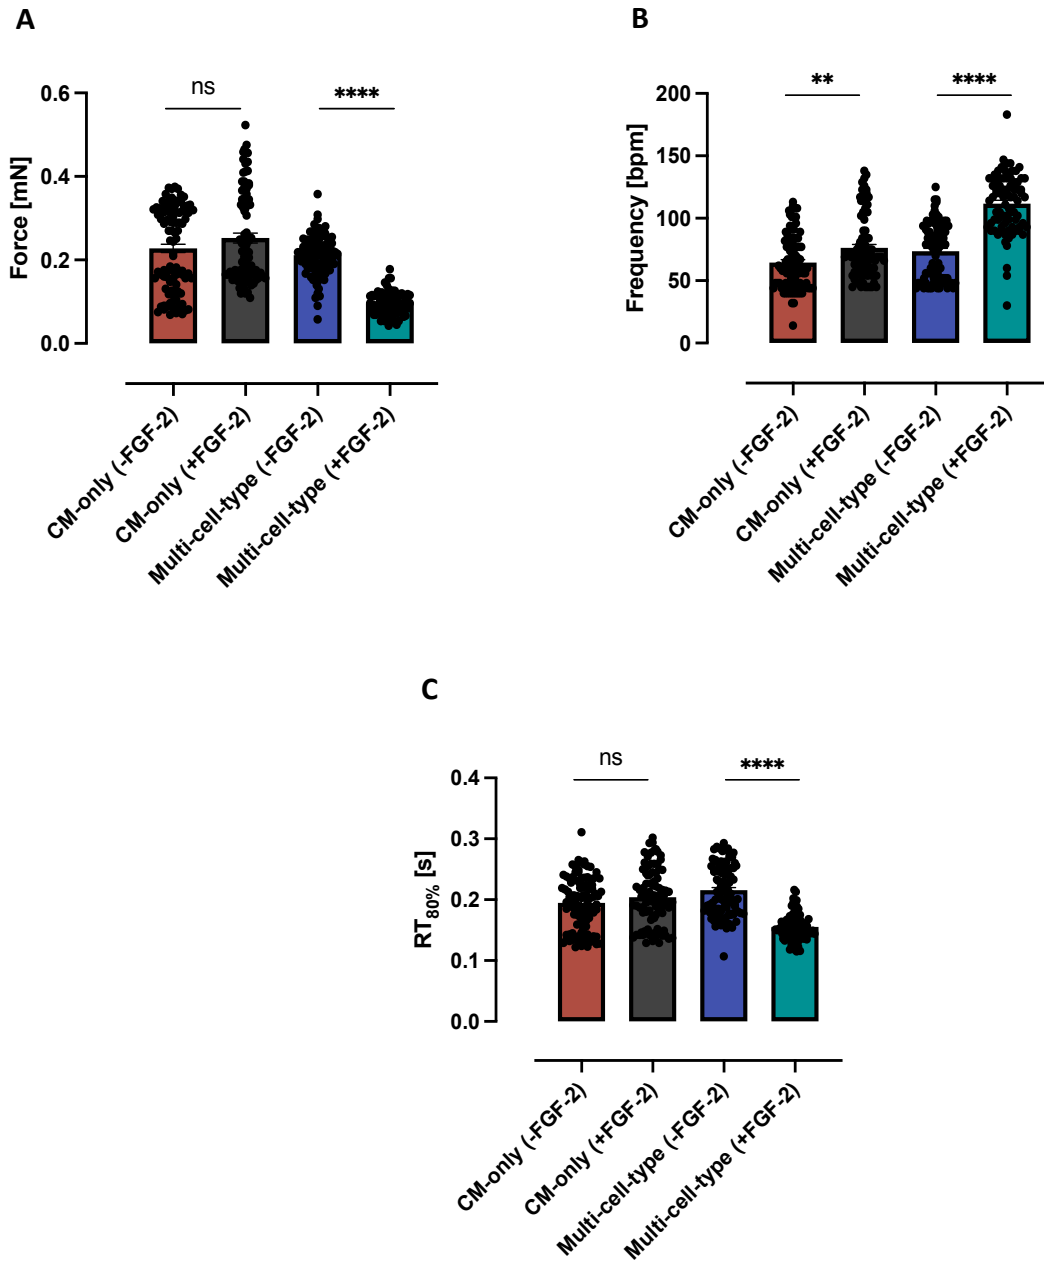 A
B
ns
****
**
****
0.6
0.4
0.2
0.0
Force [mN]
200
150
100
50
0
Frequency [bpm]
CM-only (-FGF-2)
CM-only (+FGF-2)
Multi-cell-type (-FGF-2)
Multi-cell-type (+FGF-2)
CM-only (-FGF-2)
CM-only (+FGF-2)
Multi-cell-type (-FGF-2)
Multi-cell-type (+FGF-2)
C
ns
****
0.4
0.3
0.2
0.1
0.0
RT80% [s]
CM-only (-FGF-2)
CM-only (+FGF-2)
Multi-cell-type (-FGF-2)
Multi-cell-type (+FGF-2)